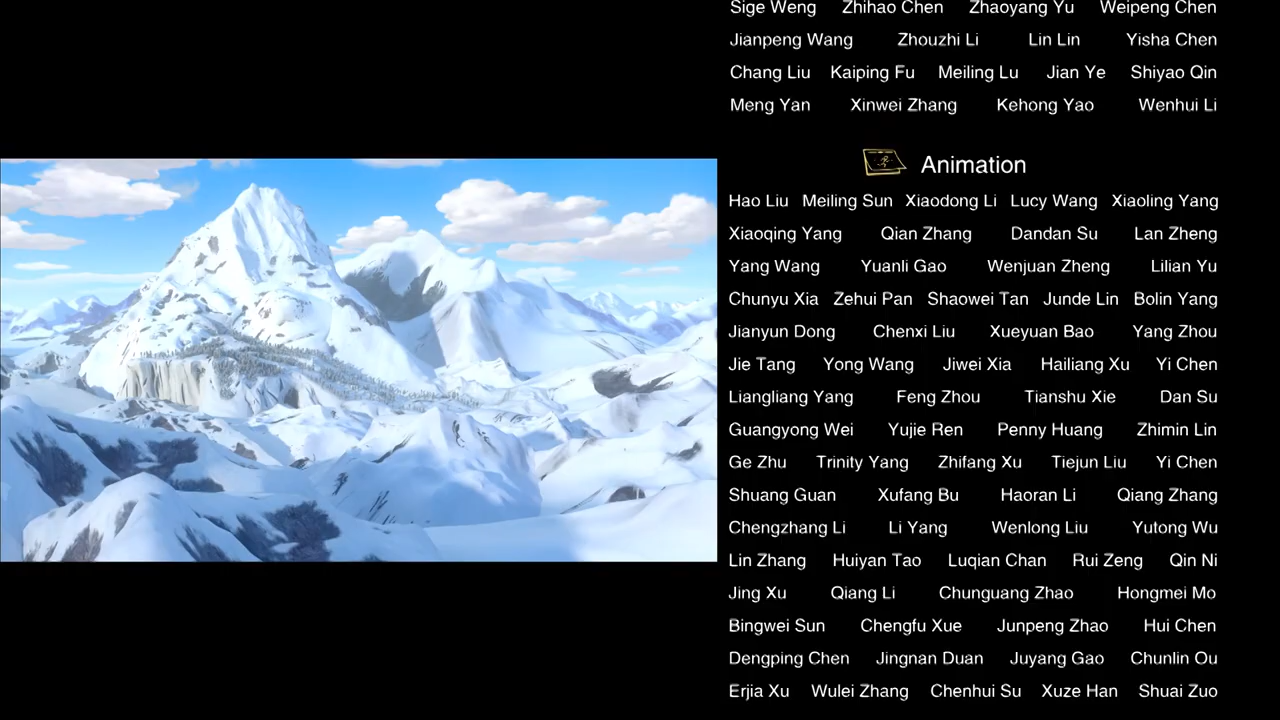 Sige Weng Zhihao Chen Zhaoyang Yu Weipeng Chen
Jianpeng Wang Zhouzhi Li Lin Lin Yisha Chen
Chang Liu Kaiping Fu Meiling Lu Jian Ye Shiyao Qin
Meng Yan Xinwei Zhang Kehong Yao Wenhui Li
Animation
Hao Liu Meiling Sun Xiaodong Li Lucy Wang Xiaoling Yang
Xiaoqing Yang Qian Zhang Dandan Su Lan Zheng
Yang Wang Yuanli Gao Wenjuan Zheng Lilian Yu
Chunyu Xia Zehui Pan Shaowei Tan Junde Lin Bolin Yang
Jianyun Dong Chenxi Liu Xueyuan Bao Yang Zhou
Jie Tang Yong Wang Jiwei Xia Hailiang Xu Yi Chen
Liangliang Yang Feng Zhou Tianshu Xie Dan Su
Guangyong Wei Yujie Ren Penny Huang Zhimin Lin
Ge Zhu Trinity Yang Zhifang Xu Tiejun Liu Yi Chen
Shuang Guan Xufang Bu Haoran Li Qiang Zhang
Chengzhang Li Li Yang Wenlong Liu Yutong Wu
Lin Zhang Huiyan Tao Luqian Chan Rui Zeng Qin Ni
Jing Xu Qiang Li Chunguang Zhao Hongmei Mo
Bingwei Sun Chengfu Xue Junpeng Zhao Hui Chen
Dengping Chen Jingnan Duan Juyang Gao Chunlin Ou
Erjia Xu Wulei Zhang Chenhui Su Xuze Han Shuai Zuo